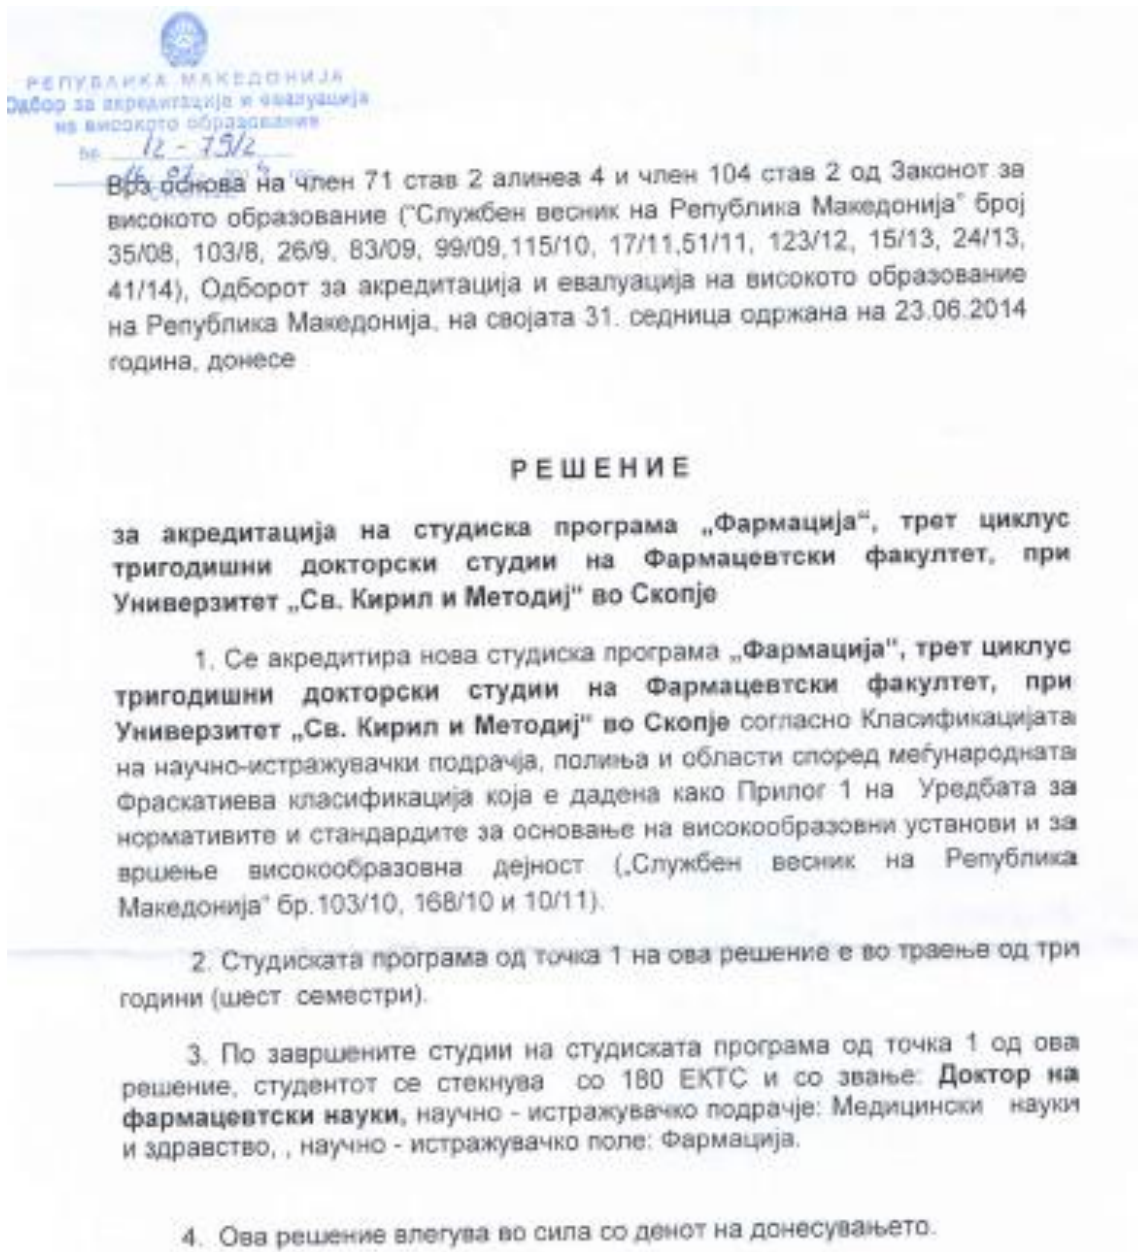 РЕПУБЛИКА МАКЕДОНИЈА
Одбор за акредитација и евалуација
на високото образование
12-79/2
Врз основа на член 71 став 2 алинеа 4 и член 104 став 2 од Законот за
високото образование ("Службен весник на Република Македонија" број
35/08, 103/8, 26/9, 83/09, 99/09,115/10, 17/11,51/11, 123/12, 15/13, 24/13,
41/14), Одборот за акредитација и евалуација на високото образование
на Република Македонија, на својата 31. седница одржана на 23.06.2014
година, донесе
Р Е Ш Е Н И Е
за акредитација на студиска програма „Фармација“, трет циклус
тригодишни докторски студии на Фармацевтски факултет, при
Универзитет „Св. Кирил и Методиј“ во Скопје
1. Се акредитира нова студиска програма „Фармација“, трет циклус
тригодишни докторски студии на Фармацевтски факултет, при
Универзитет „Св. Кирил и Методиј“ во Скопје согласно Класификацијата
на научно-истражувачки подрачја, полиња и области според меѓународната
Фраскатиева класификација која е дадена како Прилог 1 на Уредбата за
нормативите и стандардите за основање на високообразовни установи и за
вршење високообразовна дејност („Службен весник на Република
Македонија“ бр.103/10, 168/10 и 10/11).
2. Студиската програма од точка 1 на ова решение е во траење од три
години (шест семестри).
3. По завршените студии на студиската програма од точка 1 од ова
решение, студентот се стекнува со 180 ЕКТС и со звање: Доктор на
фармацевтски науки, научно - истражувачко подрачје: Медицински науки
и здравство, , научно - истражувачко поле: Фармација.
4. Ова решение влегува во сила со денот на донесувањето.